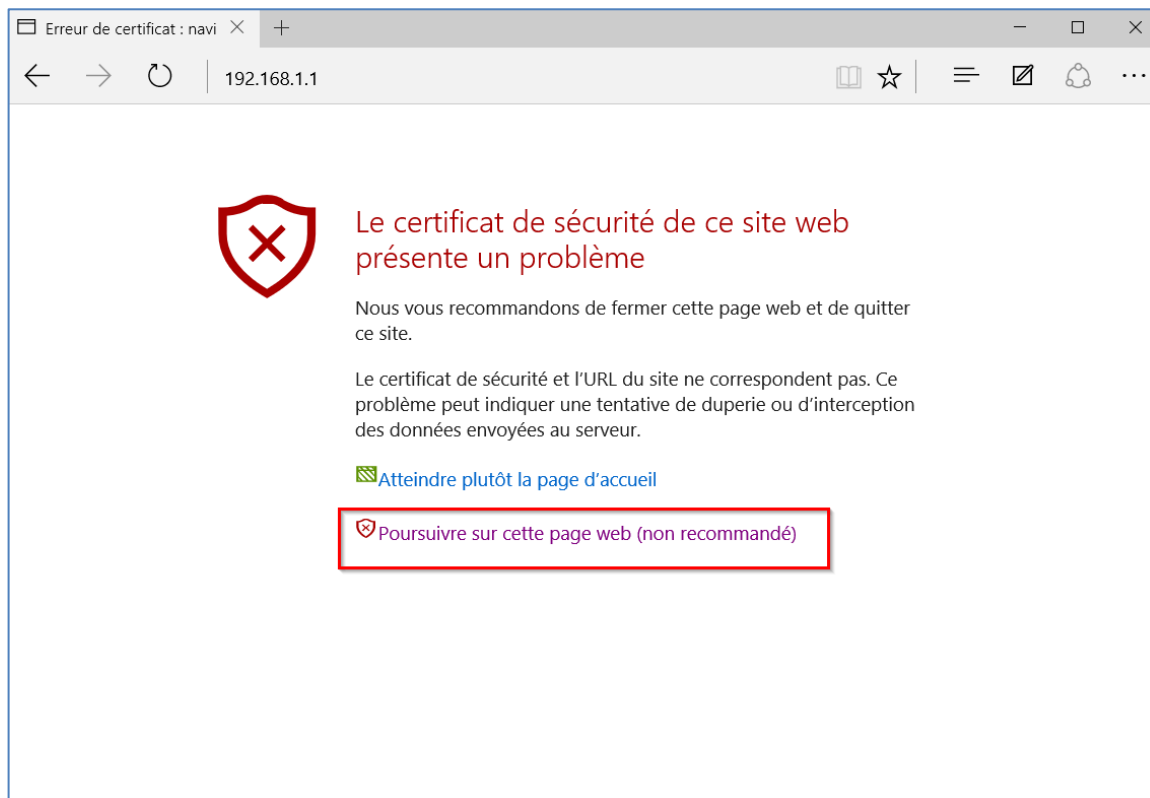 Erreur de certificat : navi
192.168.1.1
Le certificat de sécurité de ce site web
présente un problème
Nous vous recommandons de fermer cette page web et de quitter
ce site.
Le certificat de sécurité et l’URL du site ne correspondent pas. Ce
problème peut indiquer une tentative de duperie ou d’interception
des données envoyées au serveur.
Atteindre plutôt la page d’accueil
Poursuivre sur cette page web (non recommandé)